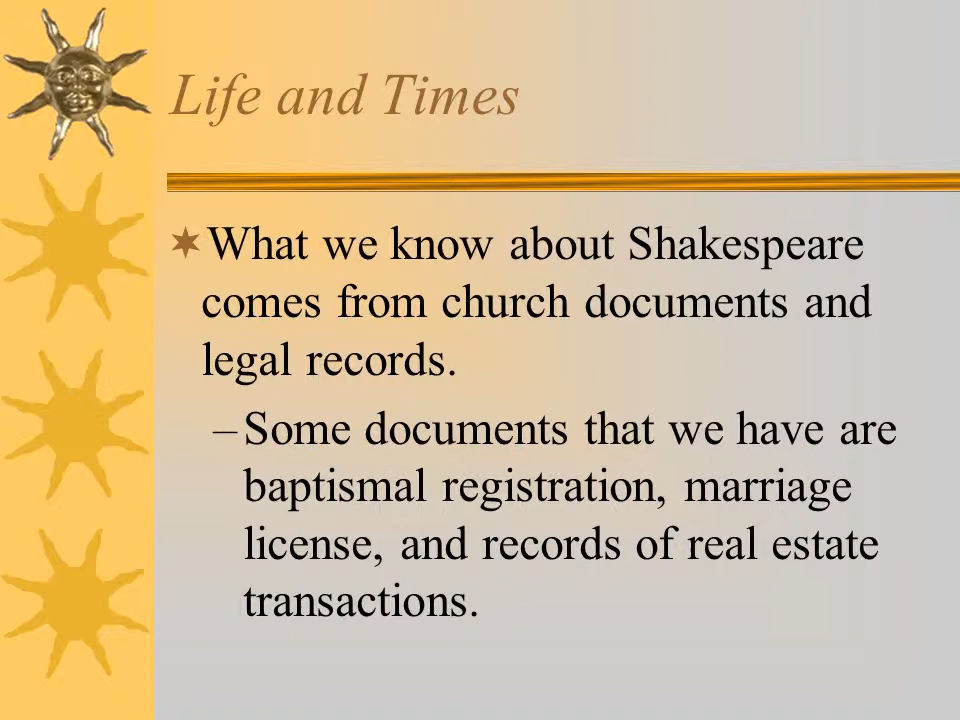 Life and Times
What we know about Shakespeare
comes from church documents and
legal records.
–Some documents that we have are
baptismal registration, marriage
license, and records of real estate
transactions.